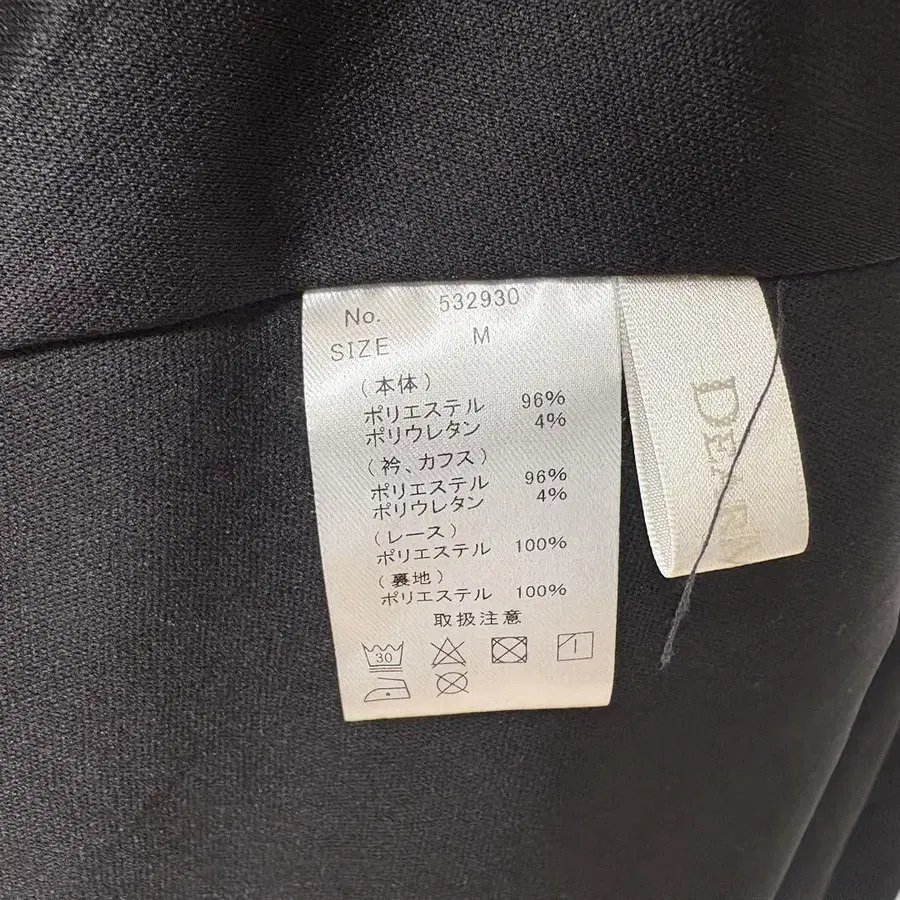 No. 532930
SIZE M
(本体)
ポリエステル 96%
ポリウレタン 4%
(衿、カフス)
ポリエステル 96%
ポリウレタン 4%
(レース)
ポリエステル 100%
(裏地)
ポリエステル 100%
取扱注意
30